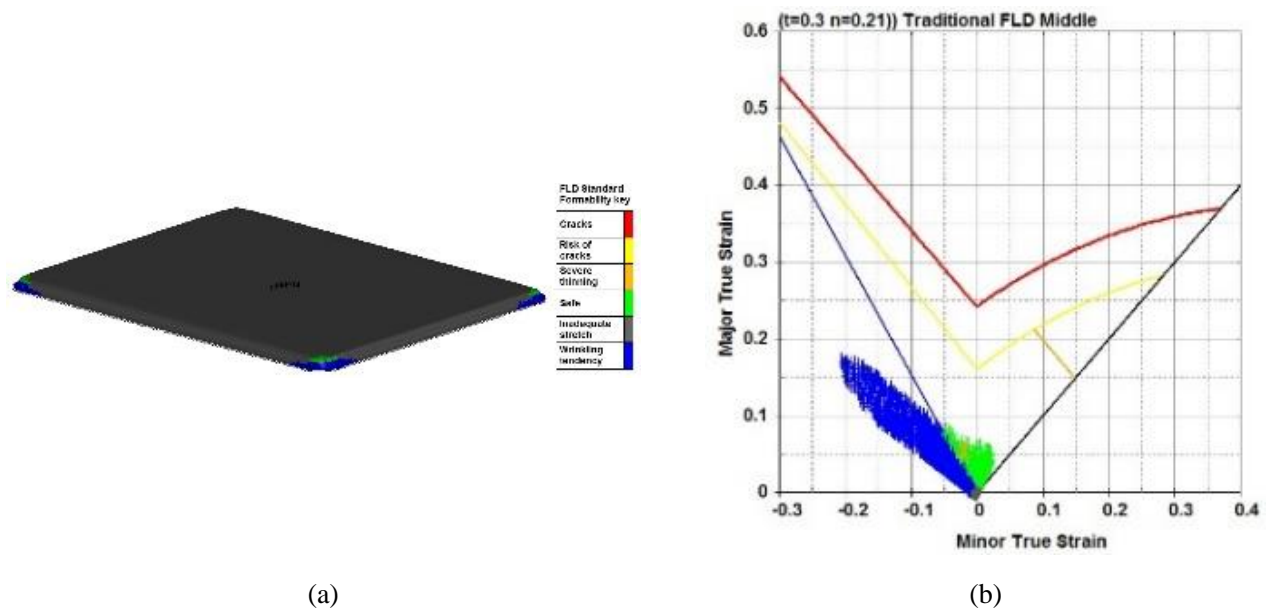 FLD Standard
Formability key
Cracks
Risk of
cracks
Severe
thinning
Safe
Inadequate
stretch
Wrinkling
tendency
(a)
(t=0.3 n=0.21)) Traditional FLD Middle
0.6
0.5
0.4
0.3
0.2
0.1
0
Major True Strain
-0.3
-0.2
-0.1
0
0.1
0.2
0.3
0.4
Minor True Strain
(b)